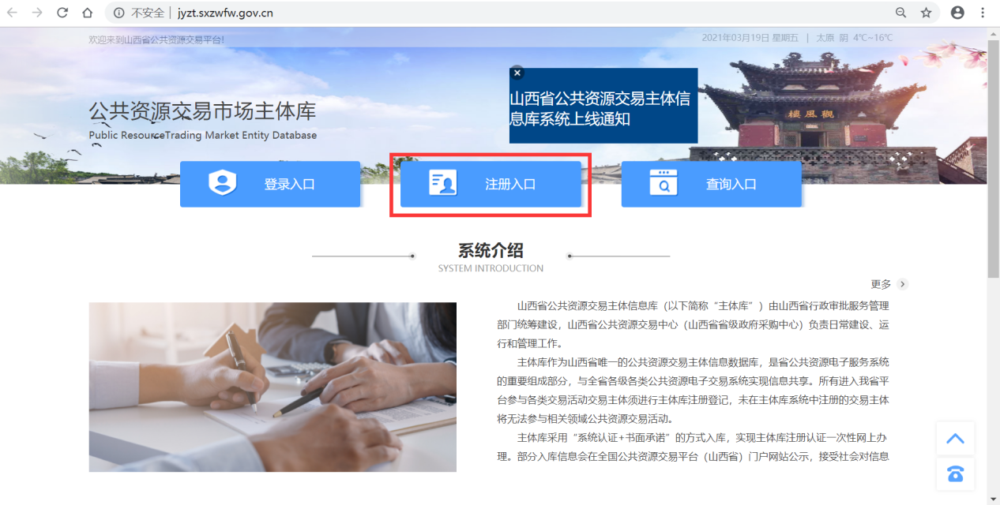 不安全 | jyzt.sxzwfw.gov.cn
欢迎来到山西省公共资源交易平台！
2021年03月19日 星期五 | 太原 阴 4℃~16℃
公共资源交易市场主体库
Public ResourceTrading Market Entity Database
山西省公共资源交易主体信
息库系统上线通知
樓風觀
登录入口
注册入口
查询入口
系统介绍
SYSTEM INTRODUCTION
更多
山西省公共资源交易主体信息库（以下简称“主体库”）由山西省行政审批服务管理
部门统筹建设，山西省公共资源交易中心（山西省省级政府采购中心）负责日常建设、运
行和管理工作。
主体库作为山西省唯一的公共资源交易主体信息数据库，是省公共资源电子服务系统
的重要组成部分，与全省各级各类公共资源电子交易系统实现信息共享。所有进入我省平
台参与各类交易活动交易主体须进行主体库注册登记，未在主体库系统中注册的交易主体
将无法参与相关领域公共资源交易活动。
主体库采用“系统认证+书面承诺”的方式入库，实现主体库注册认证一次性网上办
理。部分入库信息会在全国公共资源交易平台（山西省）门户网站公示，接受社会对信息